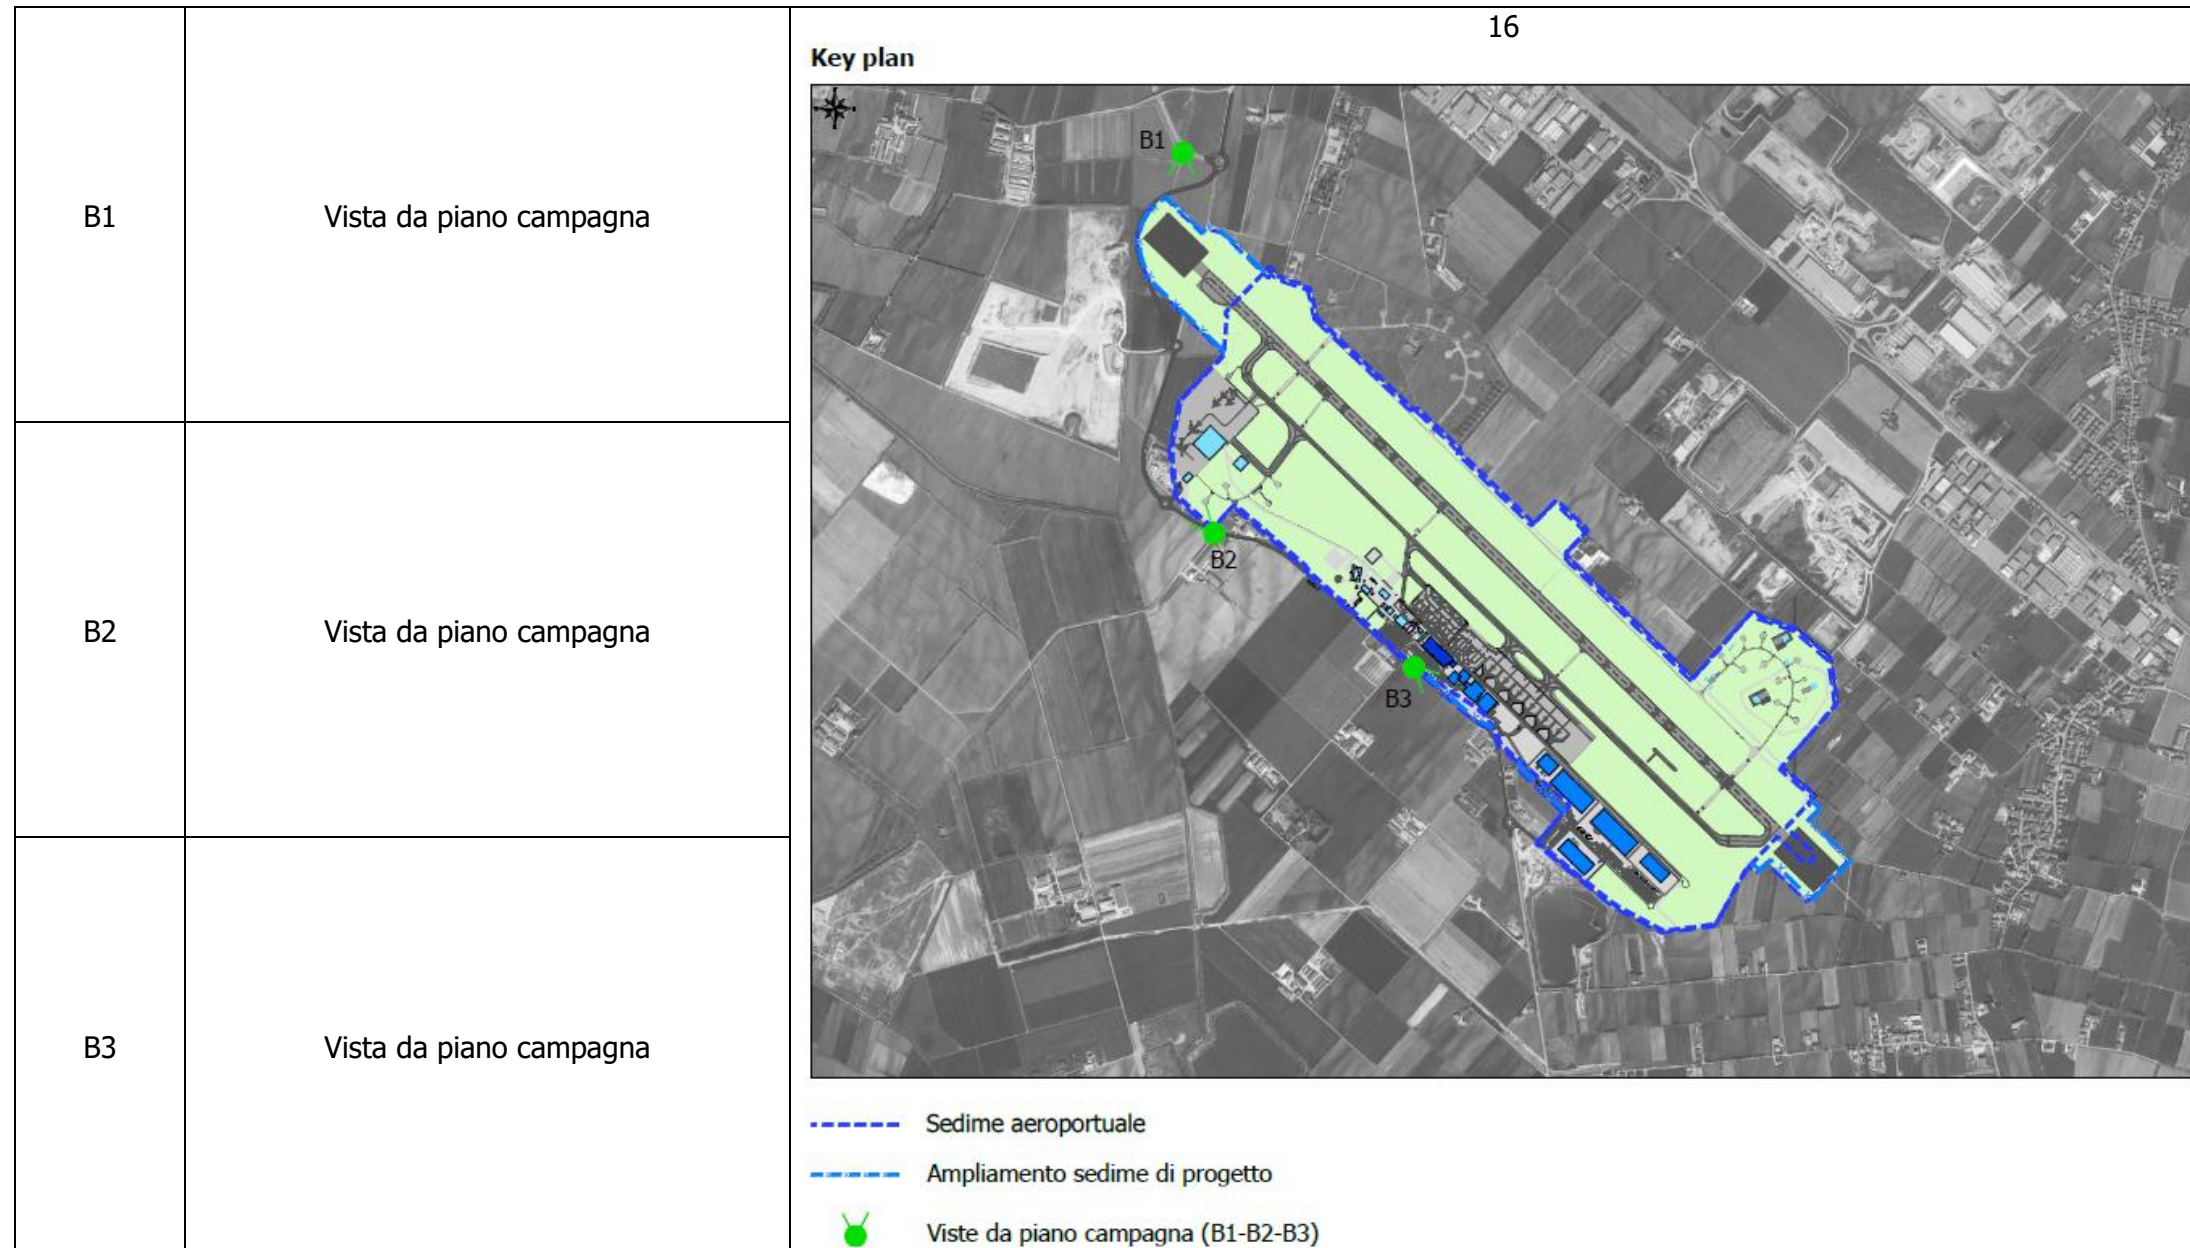 16
Key plan
B1
B1 Vista da piano campagna
B2
B2 Vista da piano campagna
B3
B3 Vista da piano campagna
Sedime aeroportuale
Ampliamento sedime di progetto
Viste da piano campagna (B1-B2-B3)